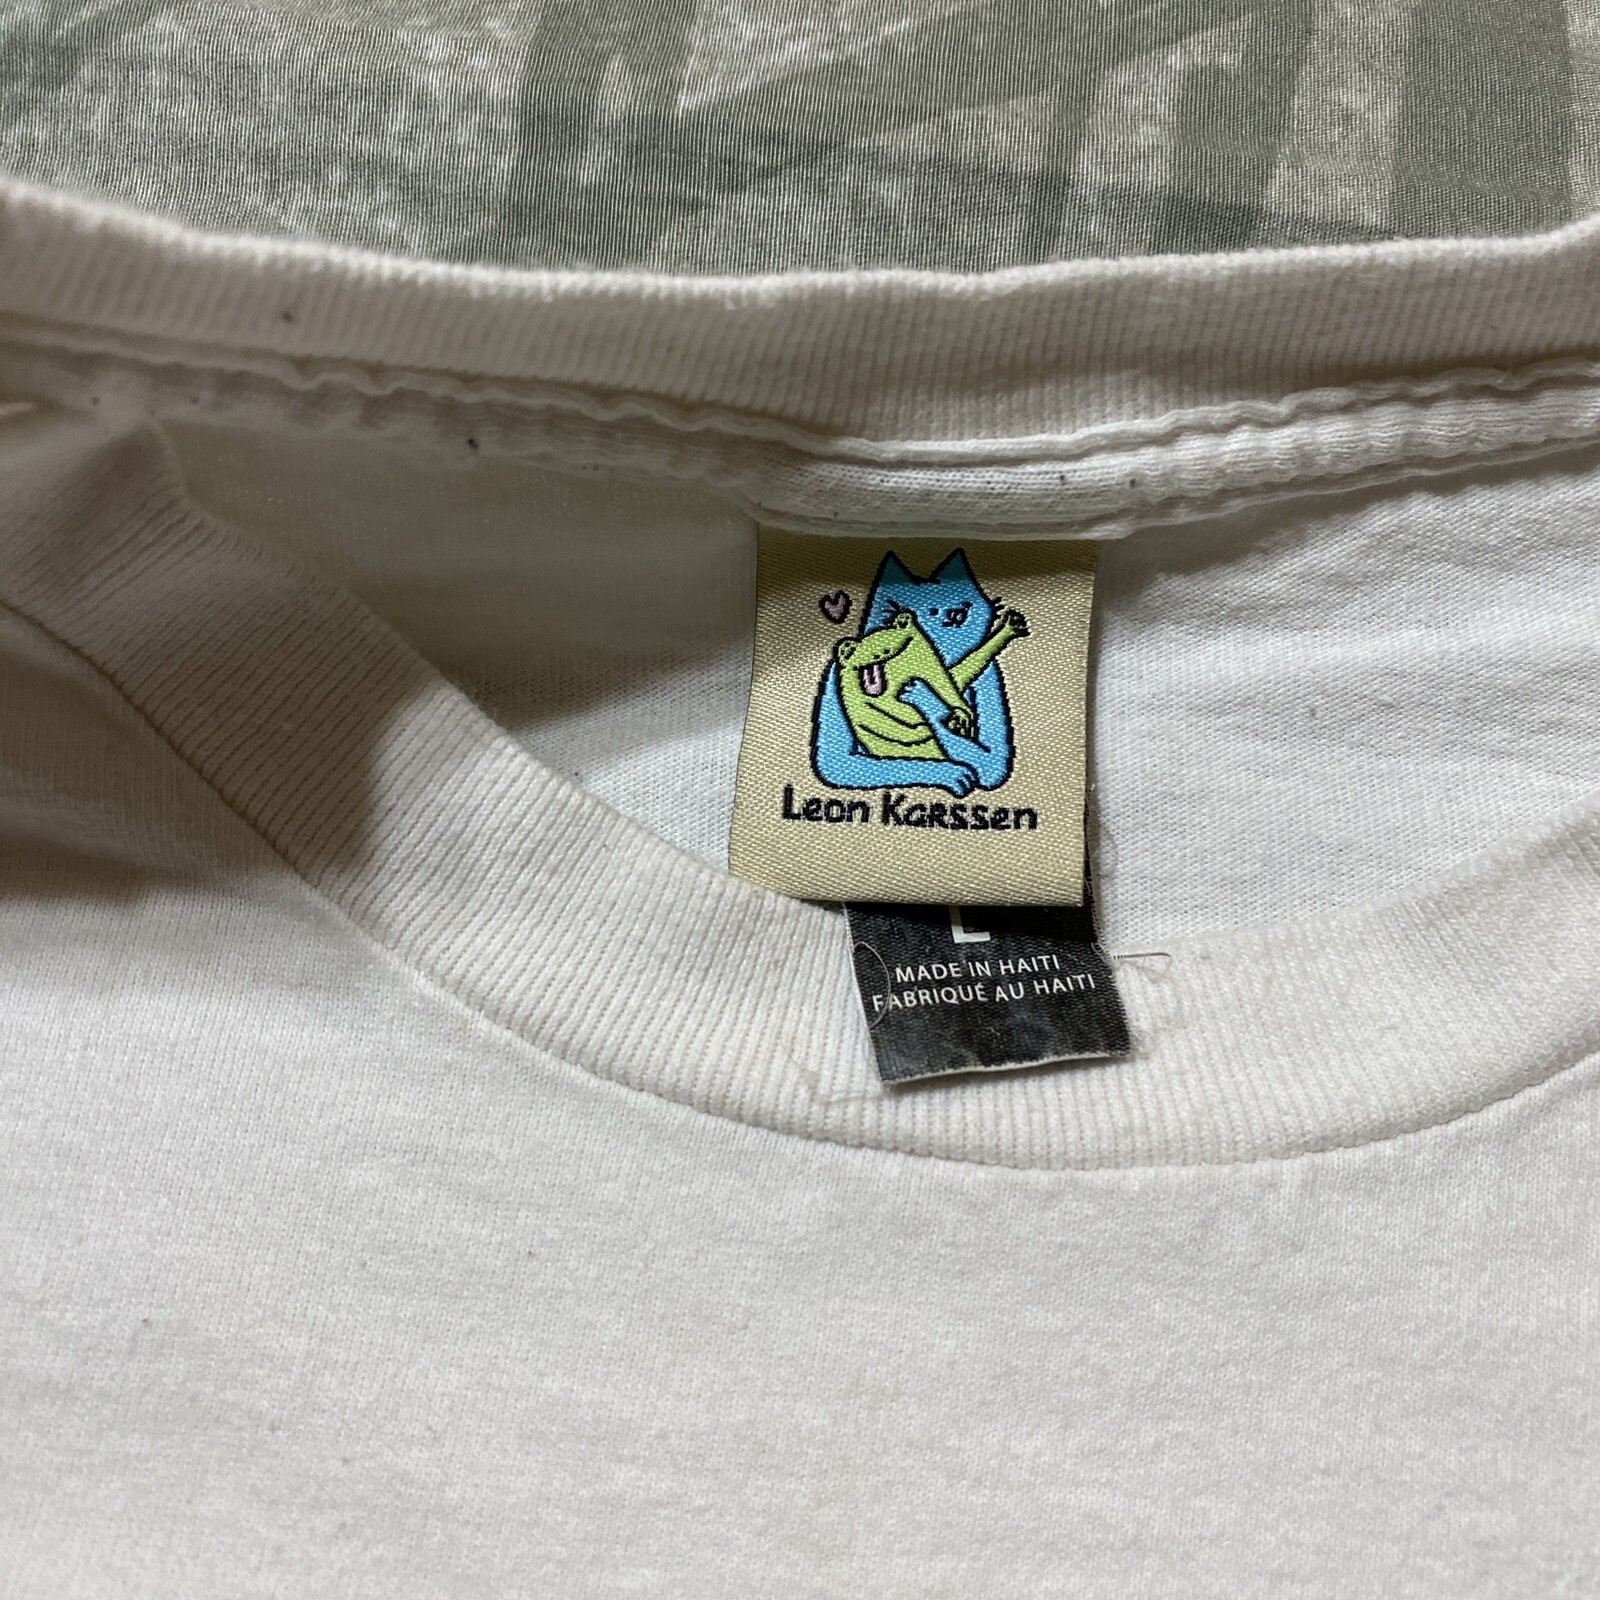 Leon Karssen
L
MADE IN HAITI
FABRIQUÉ AU HAITI